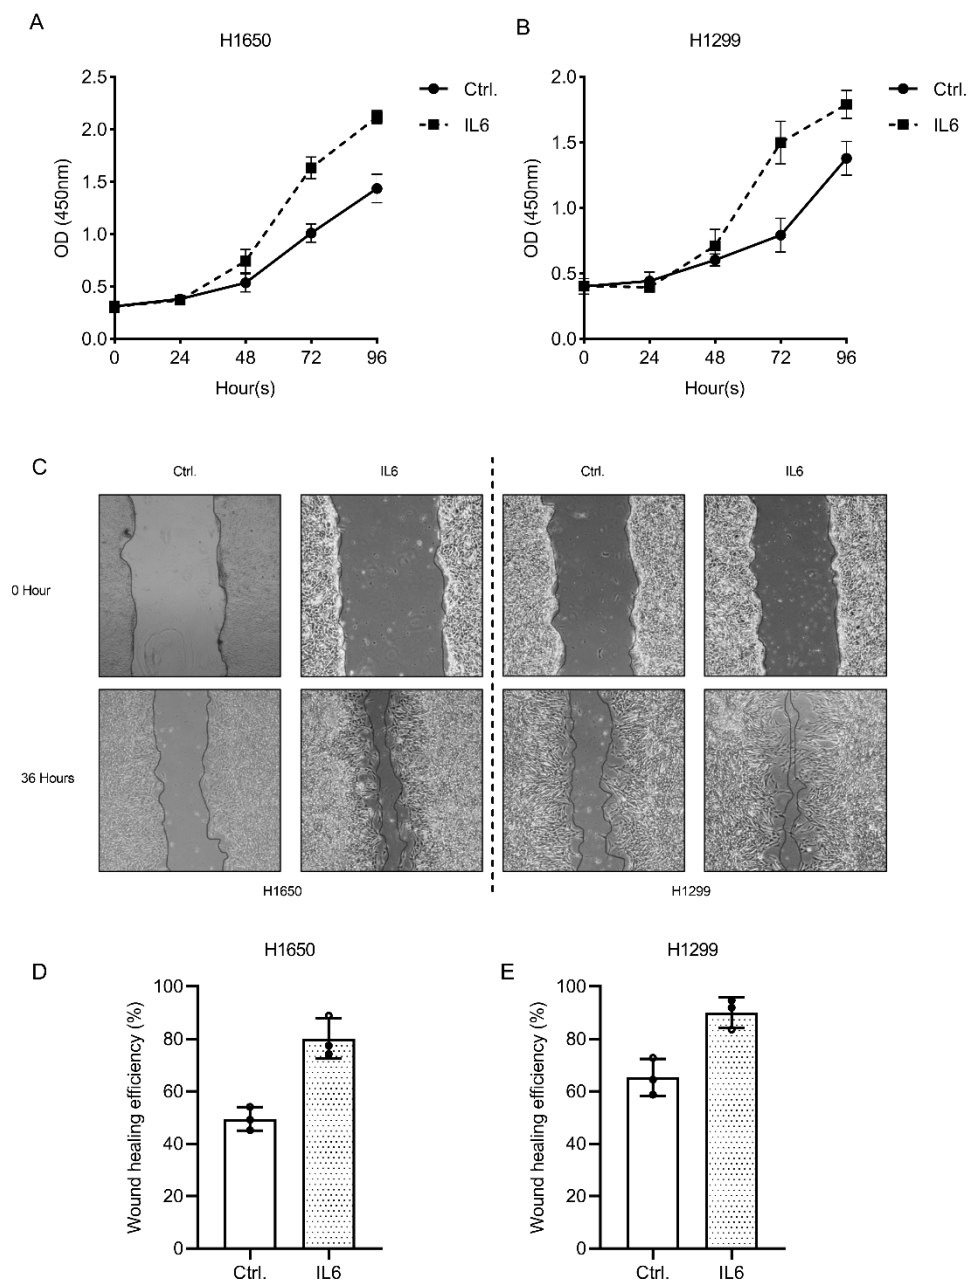 A
H1650
2.5
2.0
1.5
1.0
0.5
0.0
OD (450nm)
0 24 48 72 96
Hour(s)
Ctrl.
IL6
B
H1299
2.0
1.5
1.0
0.5
0.0
OD (450nm)
0 24 48 72 96
Hour(s)
Ctrl.
IL6
C
Ctrl. IL6 Ctrl. IL6
0 Hour
36 Hours
H1650 H1299
D
H1650
100
80
60
40
20
0
Wound healing efficiency (%)
Ctrl. IL6
E
H1299
100
80
60
40
20
0
Wound healing efficiency (%)
Ctrl. IL6